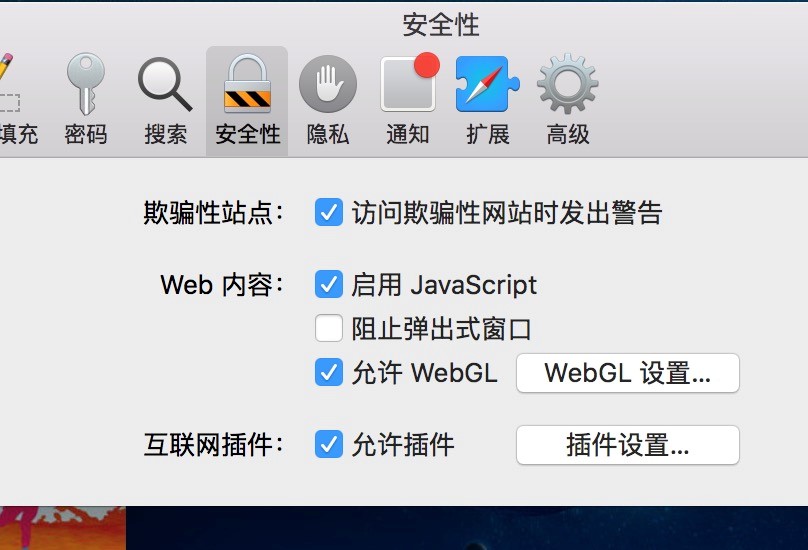 安全性
填充 密码 搜索 安全性 隐私 通知 扩展 高级
欺骗性站点： 访问欺骗性网站时发出警告
Web 内容： 启用 JavaScript
阻止弹出式窗口
允许 WebGL WebGL 设置...
互联网插件： 允许插件 插件设置...